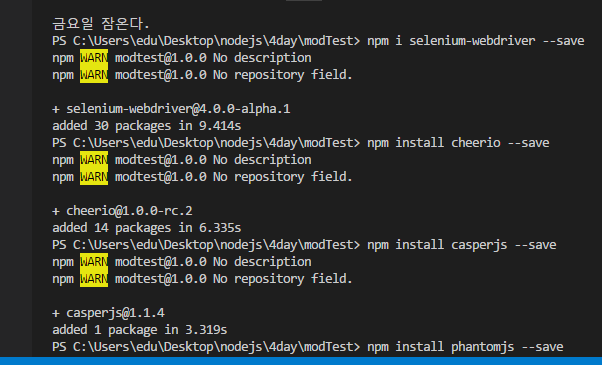 금요일 잠온다.
PS C:\Users\edu\Desktop\nodejs\4day\modTest> npm i selenium-webdriver --save
npm WARN modtest@1.0.0 No description
npm WARN modtest@1.0.0 No repository field.
+ selenium-webdriver@4.0.0-alpha.1
added 30 packages in 9.414s
PS C:\Users\edu\Desktop\nodejs\4day\modTest> npm install cheerio --save
npm WARN modtest@1.0.0 No description
npm WARN modtest@1.0.0 No repository field.
+ cheerio@1.0.0-rc.2
added 14 packages in 6.335s
PS C:\Users\edu\Desktop\nodejs\4day\modTest> npm install casperjs --save
npm WARN modtest@1.0.0 No description
npm WARN modtest@1.0.0 No repository field.
+ casperjs@1.1.4
added 1 package in 3.319s
PS C:\Users\edu\Desktop\nodejs\4day\modTest> npm install phantomjs --save